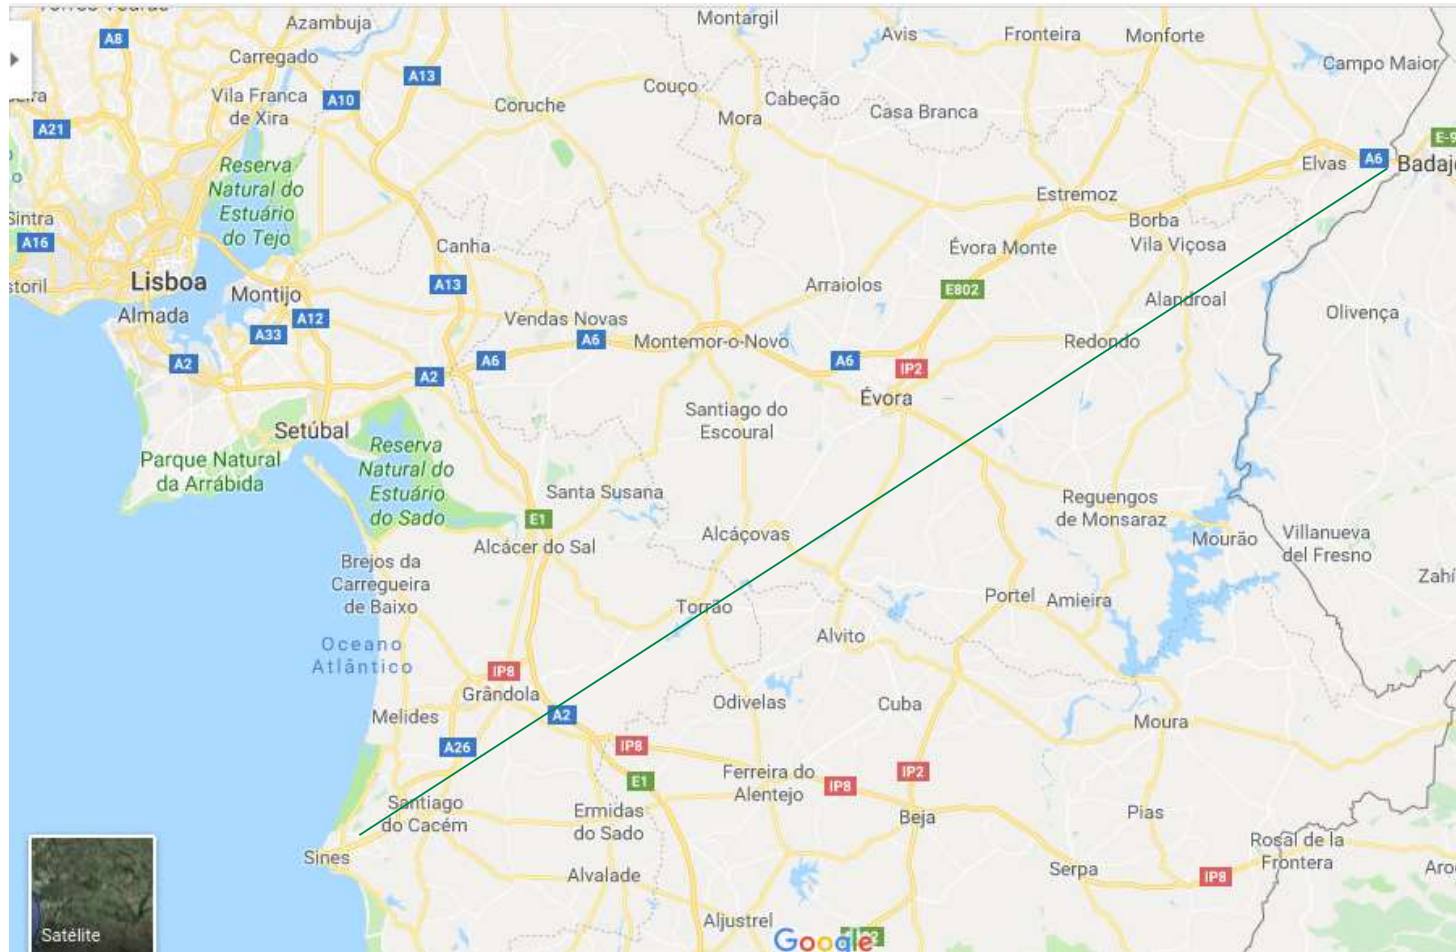 Montargil
Azambuja
A8
Avis
Fronteira
Monforte
Carregado
Campo Maior
A13
Couço
Vila Franca
de Xira
A10
Coruche
Cabeção
Casa Branca
Mora
A21
E-9
Reserva
Natural do
Estuário
do Tejo
Elvas
A6
Estremoz
Sintra
Borba
A16
Canha
Évora Monte
Vila Viçosa
Lisboa
A13
Arraiolos
E802
Montijo
Alandroal
Almada
A12
Vendas Novas
Olivença
A33
A6
Montemor-o-Novo
Redondo
A2
A6
A6
IP2
A2
Évora
Santiago do
Escoural
Setúbal
Reserva
Natural do
Estuário
do Sado
Parque Natural
da Arrábida
Santa Susana
Reguengos
de Monsaraz
E1
Alcácer do Sal
Alcáçovas
Mourão
Villanueva
del Fresno
Brejos da
Carregueira
de Baixo
Portel
Amieira
Torrão
Alvito
Oceano
Atlântico
IP8
Grândola
Odivelas
Cuba
Melides
A2
Moura
A26
IP8
Ferreira do
Alentejo
IP2
E1
IP8
Santiago
do Cacém
Ermidas
do Sado
Beja
Pias
Sines
Rosal de la
Frontera
Serpa
IP8
Alvalade
Aljustrel
Satélite
Google